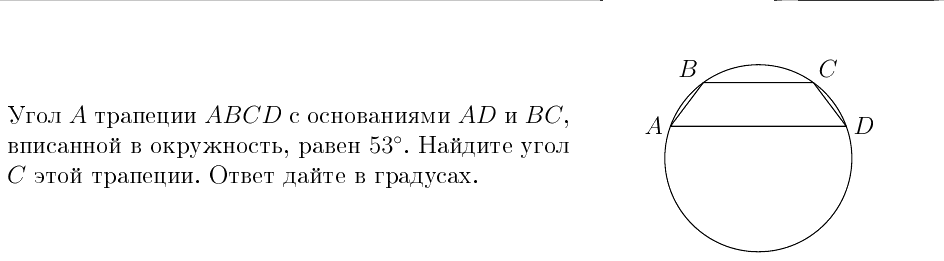 B C
Угол A трапеции ABCD с основаниями AD и BC,
A D
вписанной в окружность, равен 53°. Найдите угол
C этой трапеции. Ответ дайте в градусах.